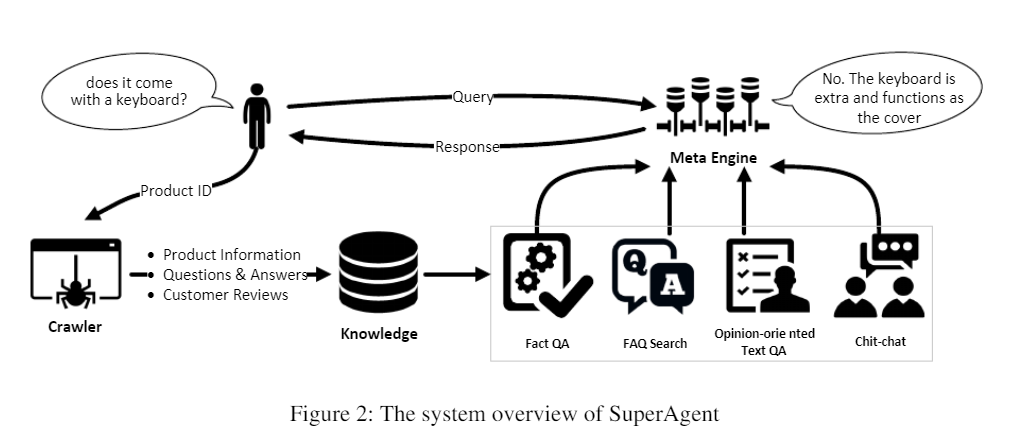 does it come
with a keyboard?
Query
No. The keyboard is
extra and functions as
the cover
Response
Meta Engine
Product ID
• Product Information
• Questions & Answers
• Customer Reviews
Crawler
Knowledge
Q
A
Fact QA
FAQ Search
Opinion-orie nted
Text QA
Chit-chat
Figure 2: The system overview of SuperAgent